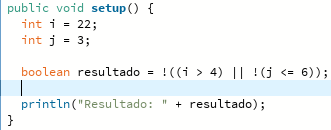 public void setup() {
  int i = 22;
  int j = 3;
  boolean resultado = !((i > 4) || !(j <= 6));
  println("Resultado: " + resultado);
}